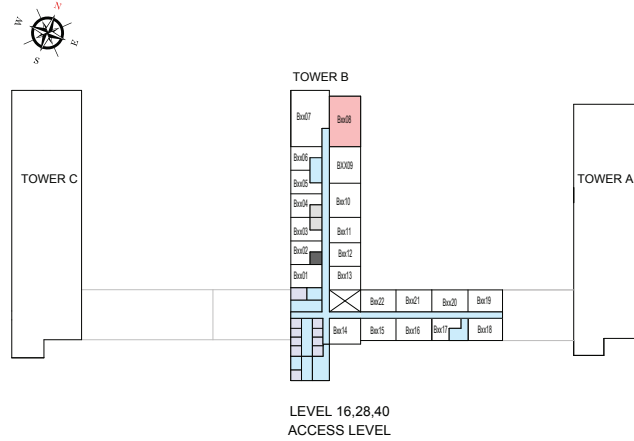 N
W
E
S
TOWER B
Bxx07
Bxx08
Bxx06
BXX09
Bxx05
TOWER C
TOWER A
Bxx04
Bxx10
Bxx03
Bxx11
Bxx02
Bxx12
Bxx01
Bxx13
Bxx22
Bxx21
Bxx20
Bxx19
Bxx14
Bxx15
Bxx16
Bxx17
Bxx18
LEVEL 16,28,40
ACCESS LEVEL